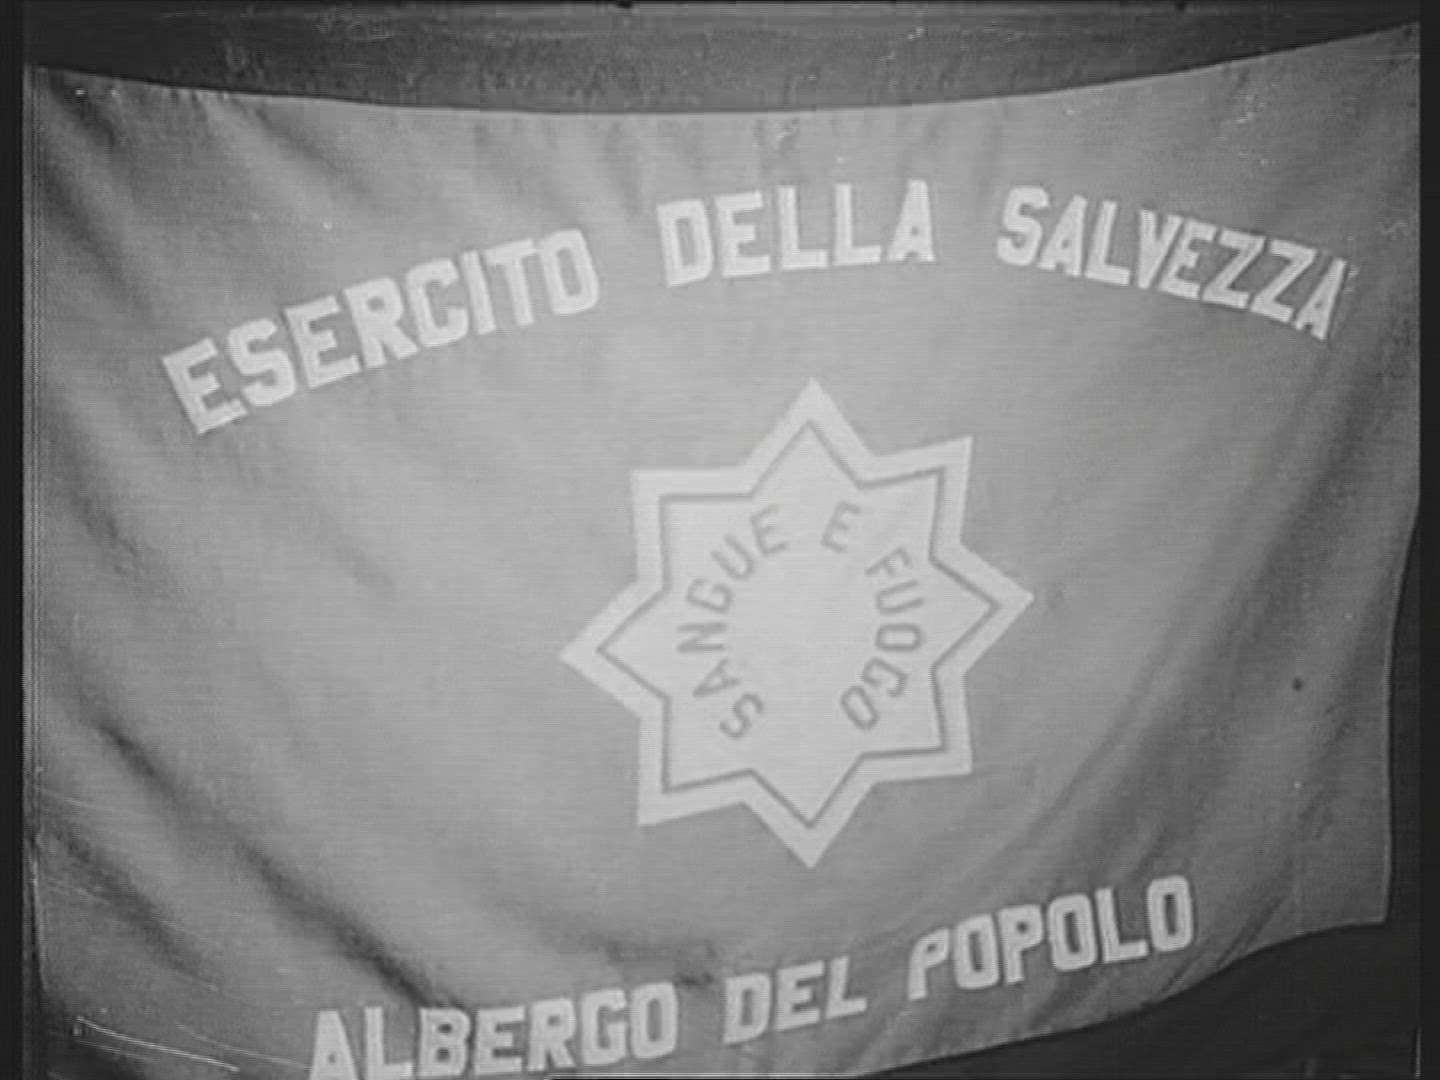 ESERCITO DELLA SALVEZZA
SANGUE E FUOCO
ALBERGO DEL POPOLO